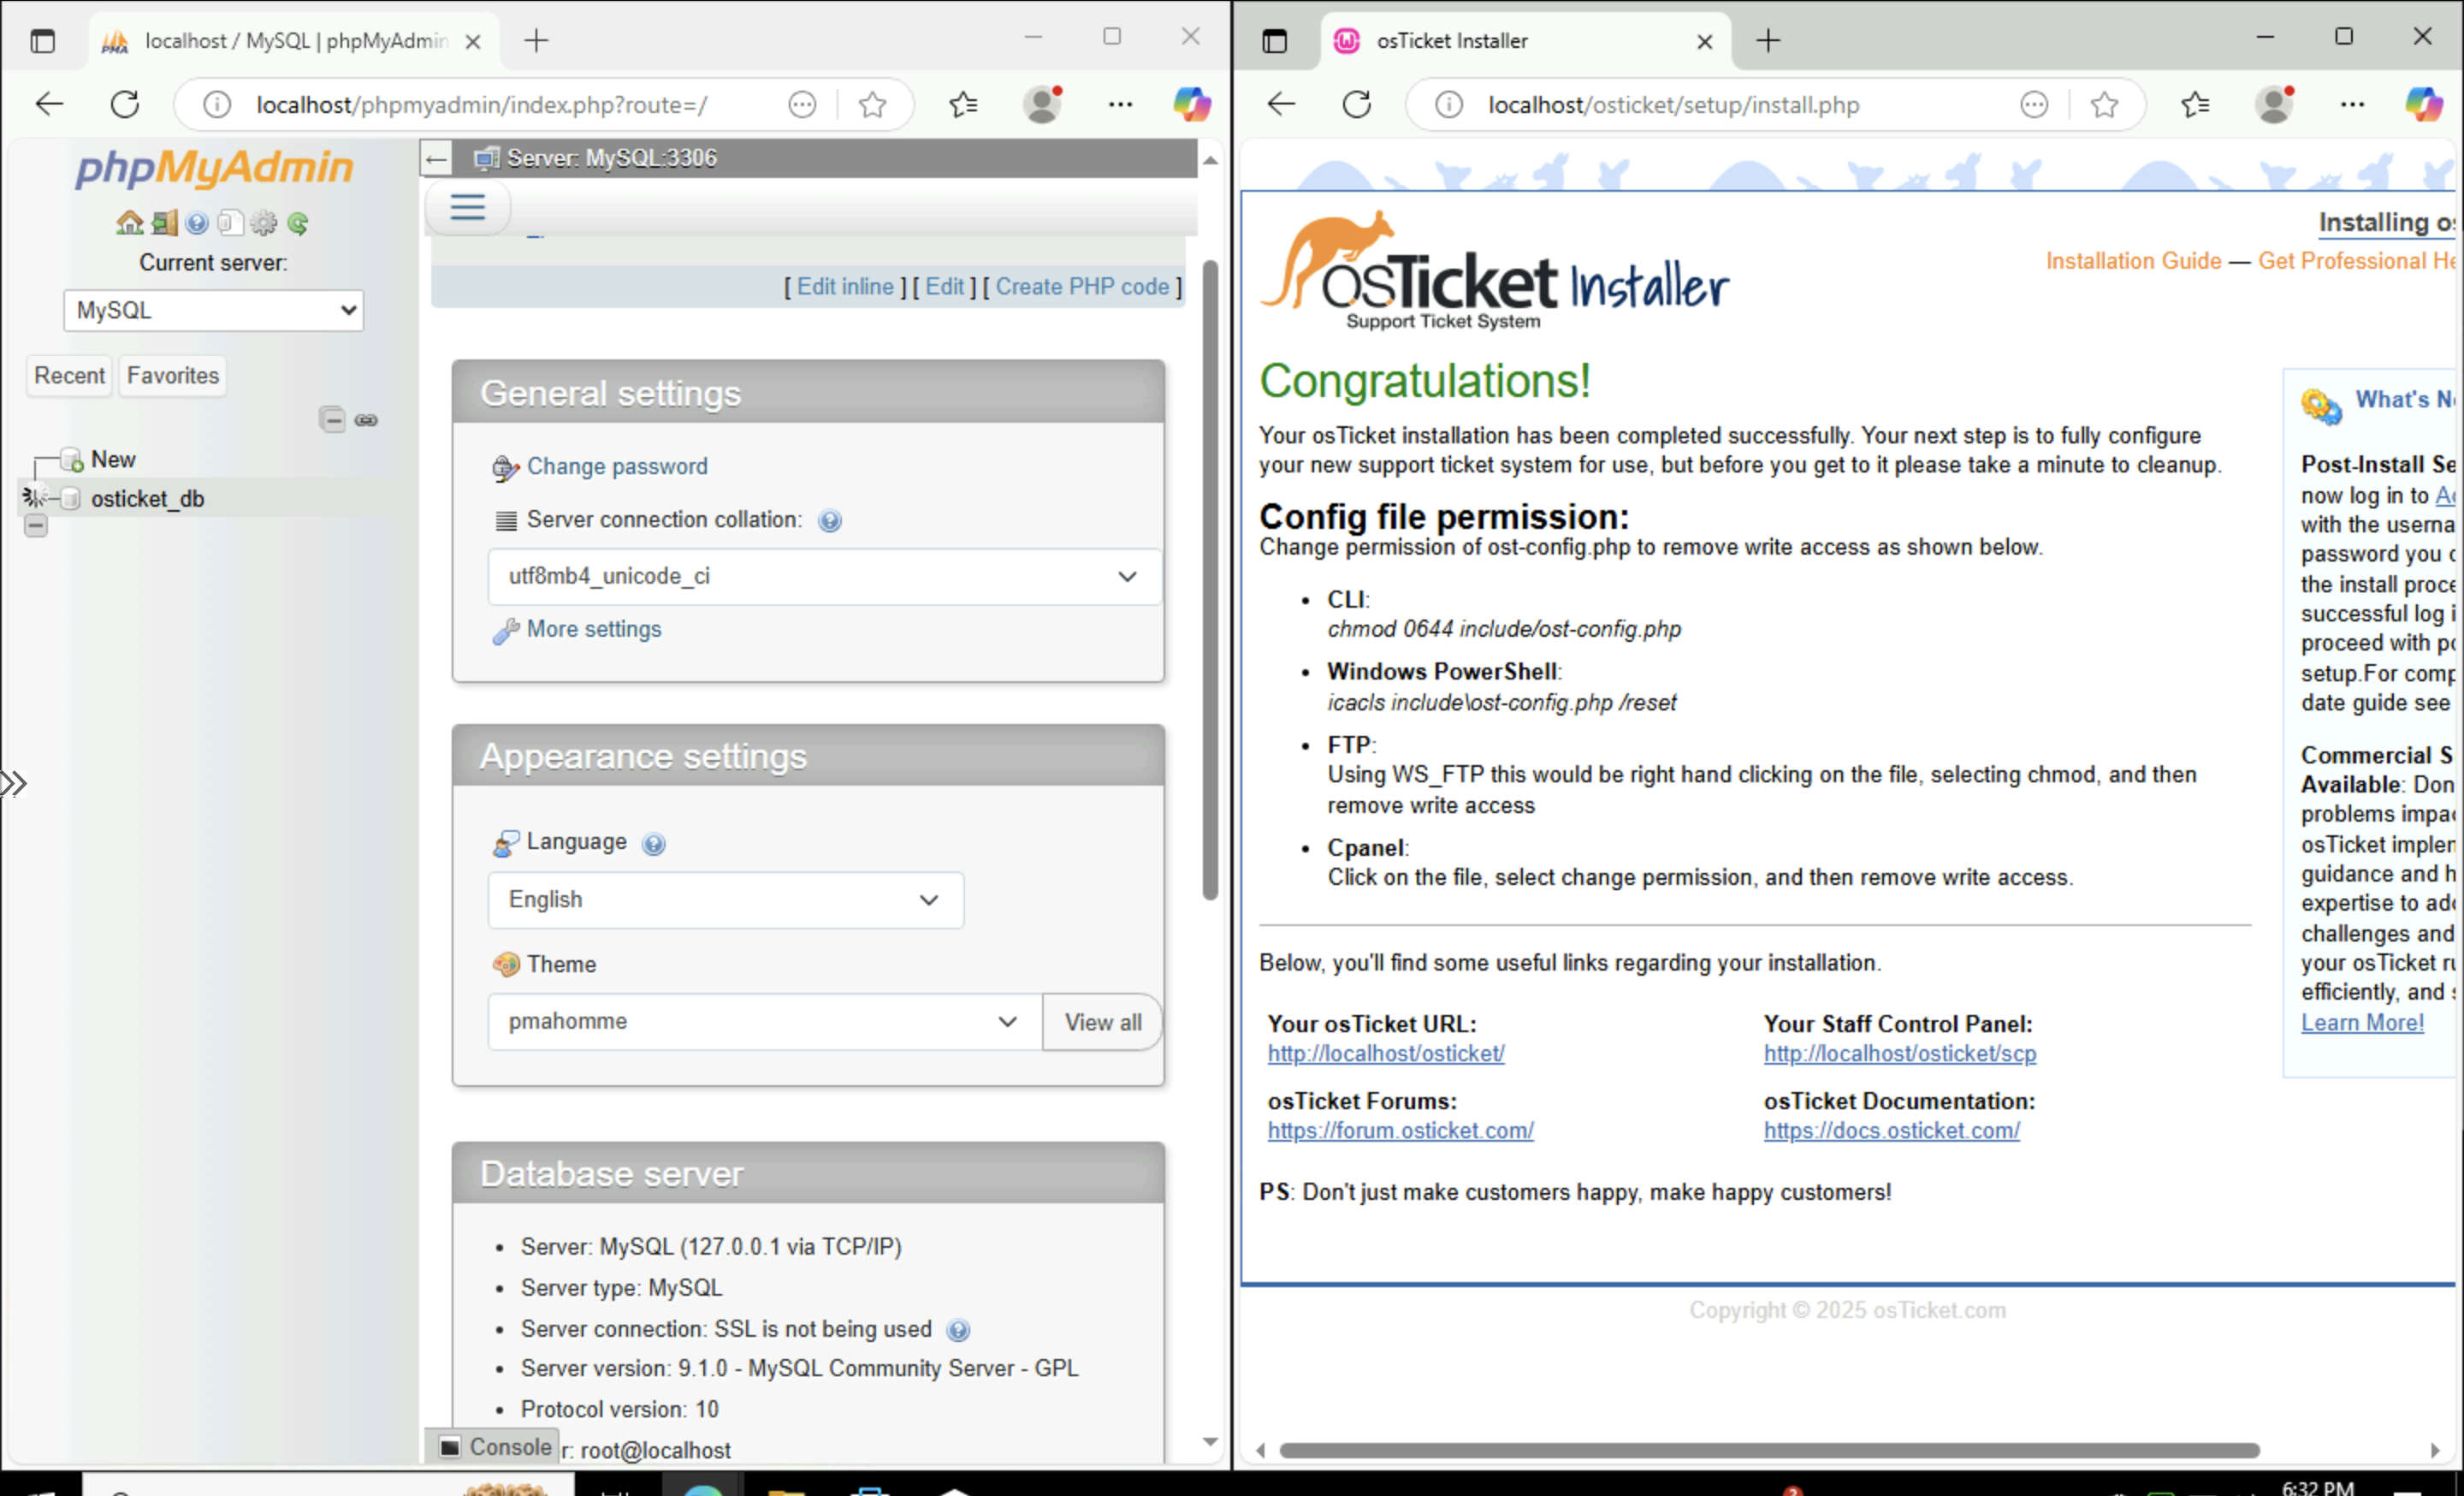 localhost / MySQL | phpMyAdmin
localhost/phpmyadmin/index.php?route=/
phpMyAdmin
Current server:
MySQL
Recent
Favorites
New
osticket_db
Server: MySQL:3306
[ Edit inline ] [ Edit ] [ Create PHP code ]
General settings
Change password
Server connection collation:
utf8mb4_unicode_ci
More settings
Appearance settings
Language
English
Theme
pmahomme
View all
Database server
Server: MySQL (127.0.0.1 via TCP/IP)
Server type: MySQL
Server connection: SSL is not being used
Server version: 9.1.0 - MySQL Community Server - GPL
Protocol version: 10
r: root@localhost
Console
osTicket Installer
localhost/osticket/setup/install.php
osTicket Installer
Support Ticket System
Installing os
Installation Guide — Get Professional He
Congratulations!
Your osTicket installation has been completed successfully. Your next step is to fully configure
your new support ticket system for use, but before you get to it please take a minute to cleanup.
Config file permission:
Change permission of ost-config.php to remove write access as shown below.
CLI:
chmod 0644 include/ost-config.php
Windows PowerShell:
icacls include\ost-config.php /reset
FTP:
Using WS_FTP this would be right hand clicking on the file, selecting chmod, and then
remove write access
Cpanel:
Click on the file, select change permission, and then remove write access.
Below, you'll find some useful links regarding your installation.
Your osTicket URL:
http://localhost/osticket/
Your Staff Control Panel:
http://localhost/osticket/scp
osTicket Forums:
https://forum.osticket.com/
osTicket Documentation:
https://docs.osticket.com/
PS: Don't just make customers happy, make happy customers!
What's N
Post-Install Se
now log in to
with the userna
password you
the install proce
successful log i
proceed with po
setup.For comp
date guide see
Commercial S
Available: Don
problems impa
osTicket implem
guidance and h
expertise to ad
challenges and
your osTicket ru
efficiently, and
Learn More!
Copyright © 2025 osTicket.com
6:32 PM